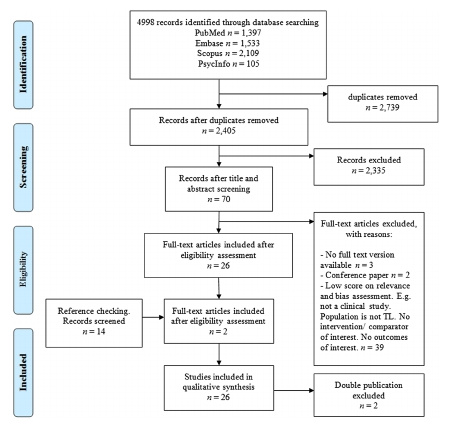 4998 records identified through database searching
PubMed n = 1,397
Embase n = 1,533
Scopus n = 2,109
PsycInfo n = 105
Identification
duplicates removed
n = 2,739
Records after duplicates removed
n = 2,405
Screening
Records excluded
n = 2,335
Records after title and
abstract screening
n = 70
Full-text articles excluded,
with reasons:
- No full text version
available n = 3
- Conference paper n = 2
- Low score on relevance
and bias assessment. E.g.
not a clinical study.
Population is not TL. No
intervention/ comparator
of interest. No outcomes
of interest. n = 39
Eligibility
Full-text articles included after
eligibility assessment
n = 26
Reference checking.
Records screened
n = 14
Full-text articles included
after eligibility assessment
n = 2
Included
Studies included in
qualitative synthesis
n = 26
Double publication
excluded
n = 2